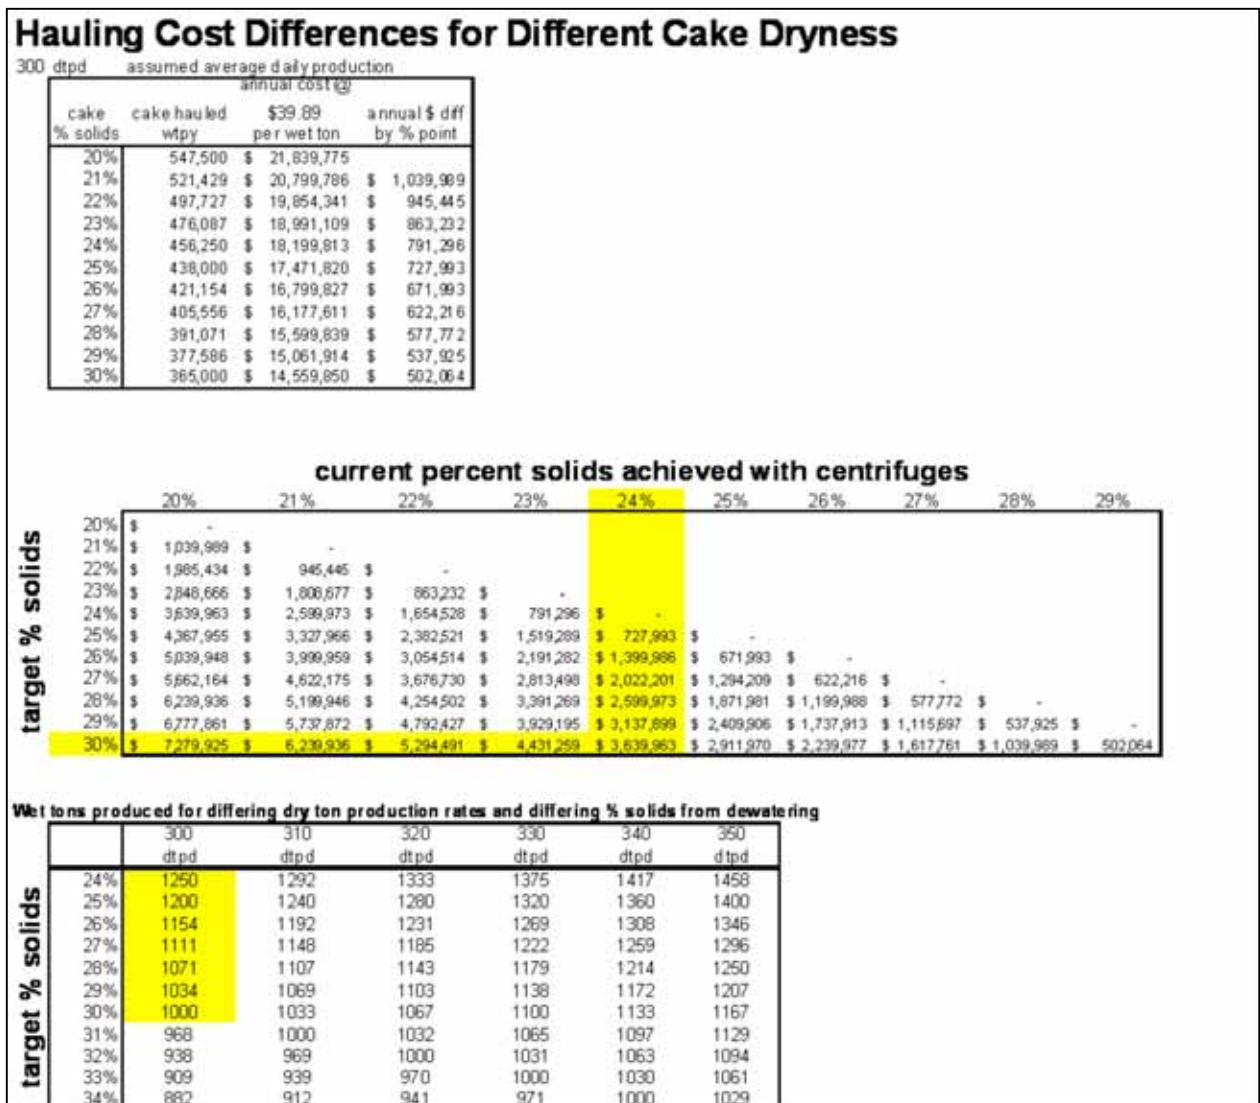 Hauling Cost Differences for Different Cake Dryness
300 dtpd assumed average daily production
annual cost @
cake cake hauled $39.89 annual $ diff
% solids wtpy per wet ton by % point
20% 547,500 $ 21,839,775
21% 521,429 $ 20,799,786 $ 1,039,989
22% 497,727 $ 19,854,341 $ 945,445
23% 476,087 $ 18,991,109 $ 863,232
24% 456,250 $ 18,199,813 $ 791,296
25% 438,000 $ 17,471,820 $ 727,993
26% 421,154 $ 16,799,827 $ 671,993
27% 405,556 $ 16,177,611 $ 622,216
28% 391,071 $ 15,599,839 $ 577,772
29% 377,586 $ 15,061,914 $ 537,925
30% 365,000 $ 14,559,850 $ 502,064
current percent solids achieved with centrifuges
20% 21% 22% 23% 24% 25% 26% 27% 28% 29%
target % solids
20% $ -
21% $ 1,039,989 $ -
22% $ 1,985,434 $ 945,445 $ -
23% $ 2,848,666 $ 1,808,677 $ 863,232 $ -
24% $ 3,639,963 $ 2,599,973 $ 1,654,528 $ 791,296 $ -
25% $ 4,367,955 $ 3,327,966 $ 2,382,521 $ 1,519,289 $ 727,993 $ -
26% $ 5,039,948 $ 3,999,959 $ 3,054,514 $ 2,191,282 $ 1,399,986 $ 671,993 $ -
27% $ 5,662,164 $ 4,622,175 $ 3,676,730 $ 2,813,498 $ 2,022,201 $ 1,294,209 $ 622,216 $ -
28% $ 6,239,936 $ 5,199,946 $ 4,254,502 $ 3,391,269 $ 2,599,973 $ 1,871,981 $ 1,199,988 $ 577,772 $ -
29% $ 6,777,861 $ 5,737,872 $ 4,792,427 $ 3,929,195 $ 3,137,899 $ 2,409,906 $ 1,737,913 $ 1,115,697 $ 537,925 $ -
30% $ 7,279,925 $ 6,239,936 $ 5,294,491 $ 4,431,259 $ 3,639,963 $ 2,911,970 $ 2,239,977 $ 1,617,761 $ 1,039,989 $ 502,064
Wet tons produced for differing dry ton production rates and differing % solids from dewatering
300 310 320 330 340 350
dtpd dtpd dtpd dtpd dtpd dtpd
target % solids
24% 1250 1292 1333 1375 1417 1458
25% 1200 1240 1280 1320 1360 1400
26% 1154 1192 1231 1269 1308 1346
27% 1111 1148 1185 1222 1259 1296
28% 1071 1107 1143 1179 1214 1250
29% 1034 1069 1103 1138 1172 1207
30% 1000 1033 1067 1100 1133 1167
31% 968 1000 1032 1065 1097 1129
32% 938 969 1000 1031 1063 1094
33% 909 939 970 1000 1030 1061
34% 882 912 941 971 1000 1029